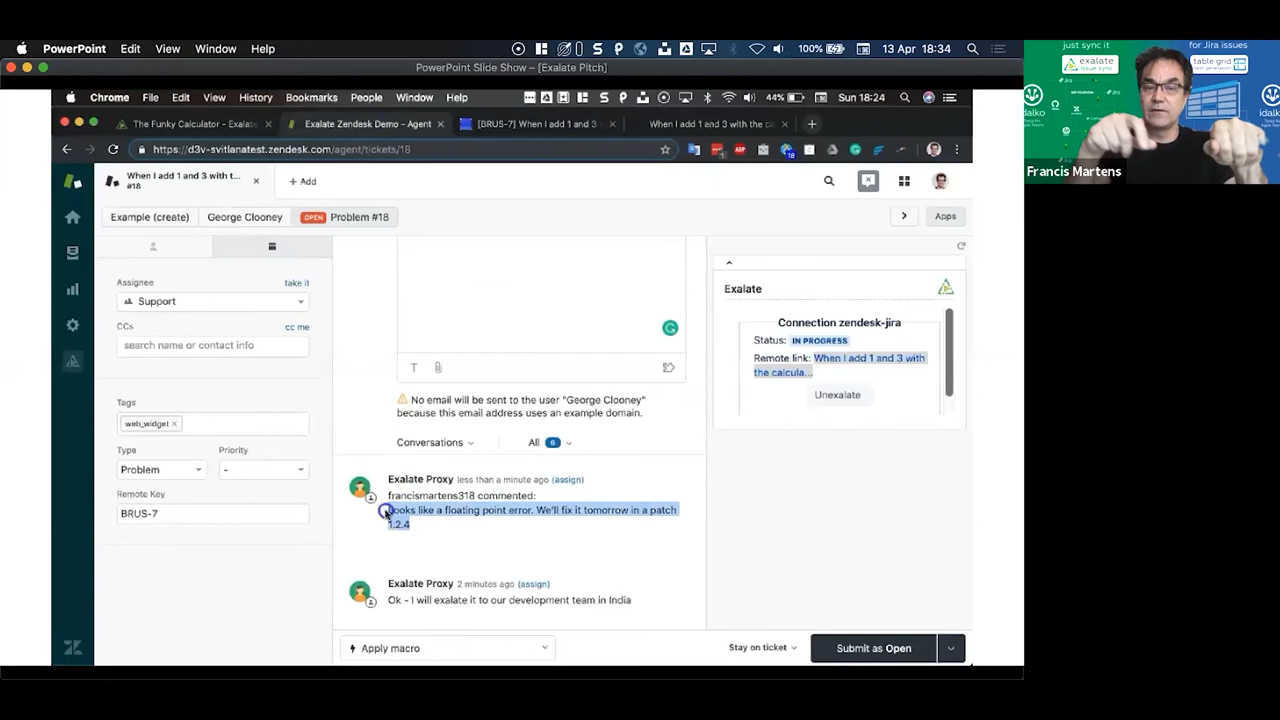 PowerPoint Edit View Window Help 100% 13 Apr 18:34
PowerPoint Slide Show – [Exalate Pitch]
Chrome File Edit View History Bookmarks People Window Help 44% Sun 18:24
The Funky Calculator - Exalate
[BRUS-7] When I add 1 and 3
When I add 1 and 3 with the ca
https://d3v-svitlanatest.zendesk.com/agent/tickets/18
When I add 1 and 3 with t...
#18
+ Add
Example (create) George Clooney OPEN Problem #18
Apps
Assignee take it
Support
CCs cc me
search name or contact info
Tags
web_widget
Type Priority
Problem -
Remote Key
BRUS-7
T
No email will be sent to the user "George Clooney"
because this email address uses an example domain.
Conversations All 6
Exalate Proxy less than a minute ago (assign)
francismartens318 commented:
Looks like a floating point error. We'll fix it tomorrow in a patch
1.2.4
Exalate Proxy 2 minutes ago (assign)
Ok - I will exalate it to our development team in India
Apply macro
Stay on ticket
Submit as Open
Exalate
Connection zendesk-jira
Status: IN PROGRESS
Remote link: When I add 1 and 3 with
the calcula...
Unexalate
just sync it
exalate
issue sync
for Jira issues
table grid
next generation
idalko
idalko
Francis Martens